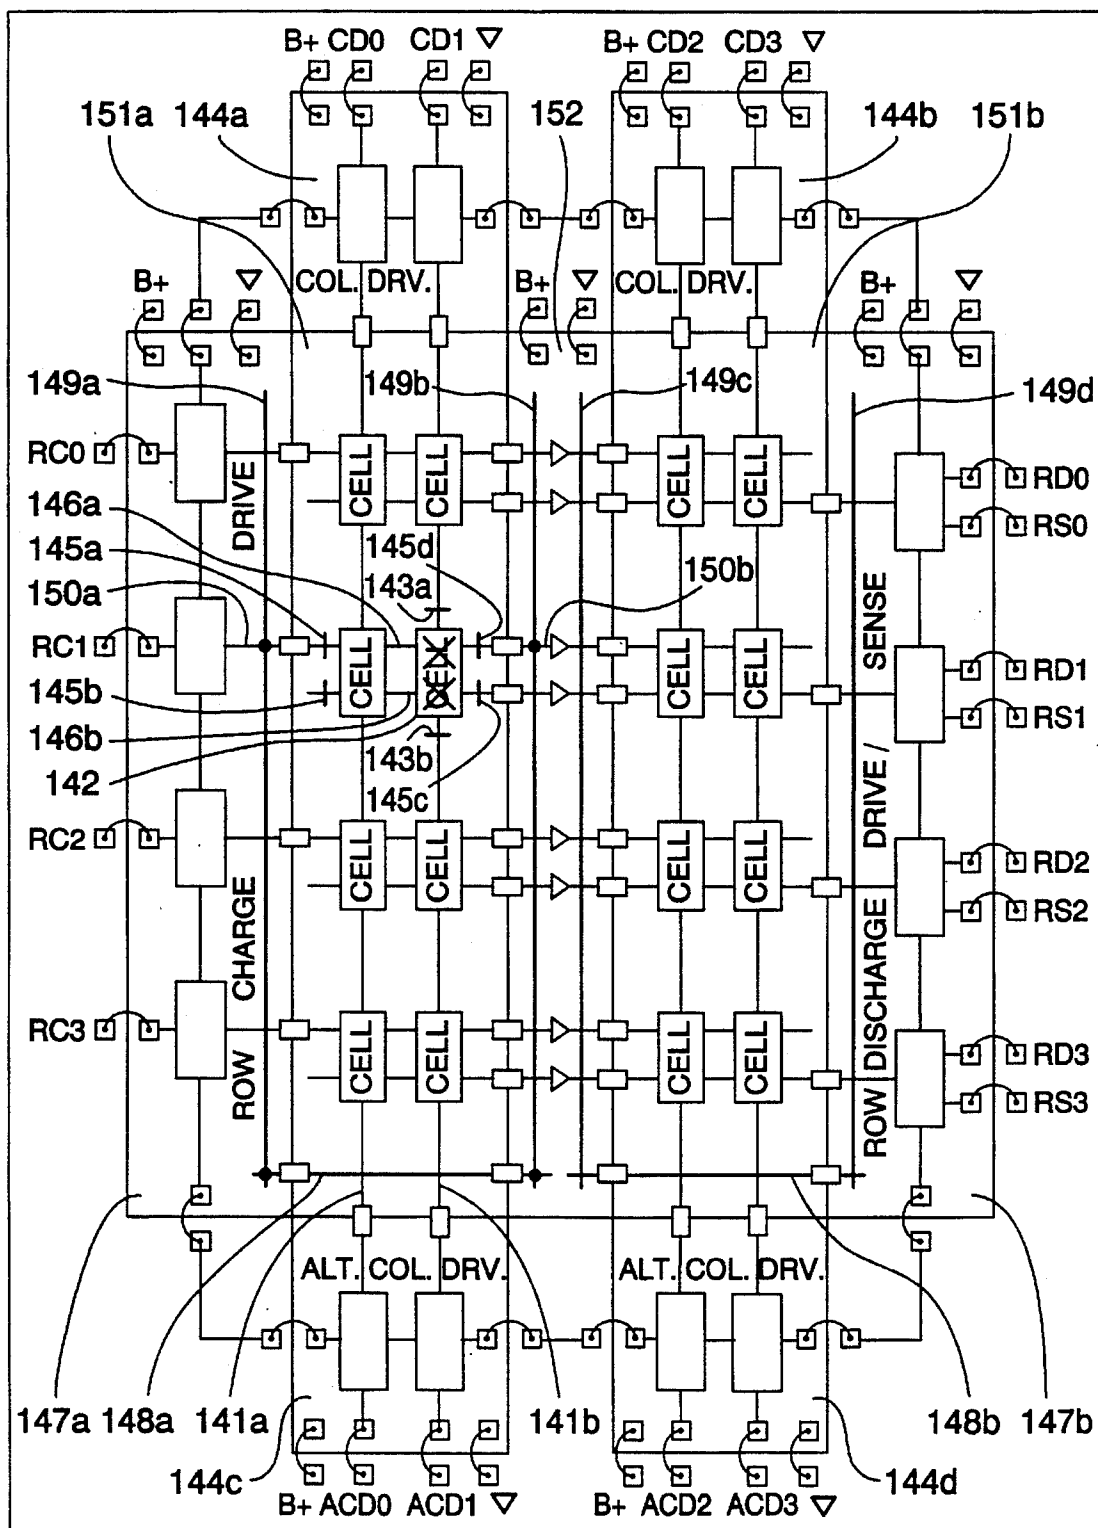 B+ CD0 CD1 ▽ B+ CD2 CD3 ▽
151a 144a 152 144b 151b
COL. DRV. COL. DRV.
B+ ▽ B+ ▽ B+ ▽
149a 149b 149c 149d
RC0 CELL CELL CELL CELL RD0
RS0
146a
145a 145d
150a 143a 150b
RC1 CELL CELL CELL CELL RD1
145b RS1
146b 143b
142 145c
RC2 CELL CELL CELL CELL RD2
RS2
RC3 CELL CELL CELL CELL RD3
RS3
ROW CHARGE DRIVE
ROW DISCHARGE DRIVE / SENSE
ALT. COL. DRV. ALT. COL. DRV.
147a 148a 141a 141b 148b 147b
144c 144d
B+ ACD0 ACD1 ▽ B+ ACD2 ACD3 ▽